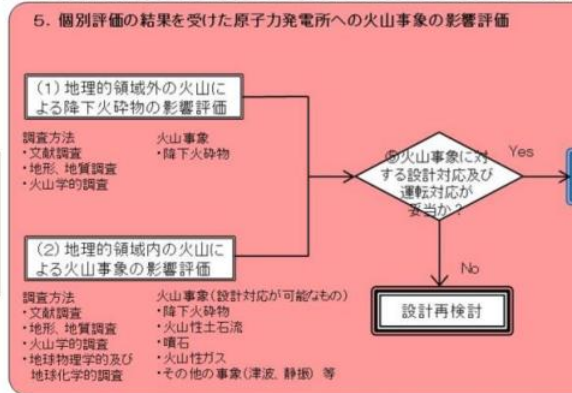 5. 個別評価の結果を受けた原子力発電所への火山事象の影響評価
(1) 地理的領域外の火山に
よる降下火砕物の影響評価
調査方法
・文献調査
・地形、地質調査
・火山学的調査
火山事象
・降下火砕物
⑤火山事象に対
する設計対応及び
運転対応が
妥当か?
Yes
No
設計再検討
(2) 地理的領域内の火山に
よる火山事象の影響評価
調査方法
・文献調査
・地形、地質調査
・火山学的調査
・地球物理学的及び
地球化学的調査
火山事象(設計対応が可能なもの)
・降下火砕物
・火山性土石流
・噴石
・火山性ガス
・その他の事象(津波、静振) 等